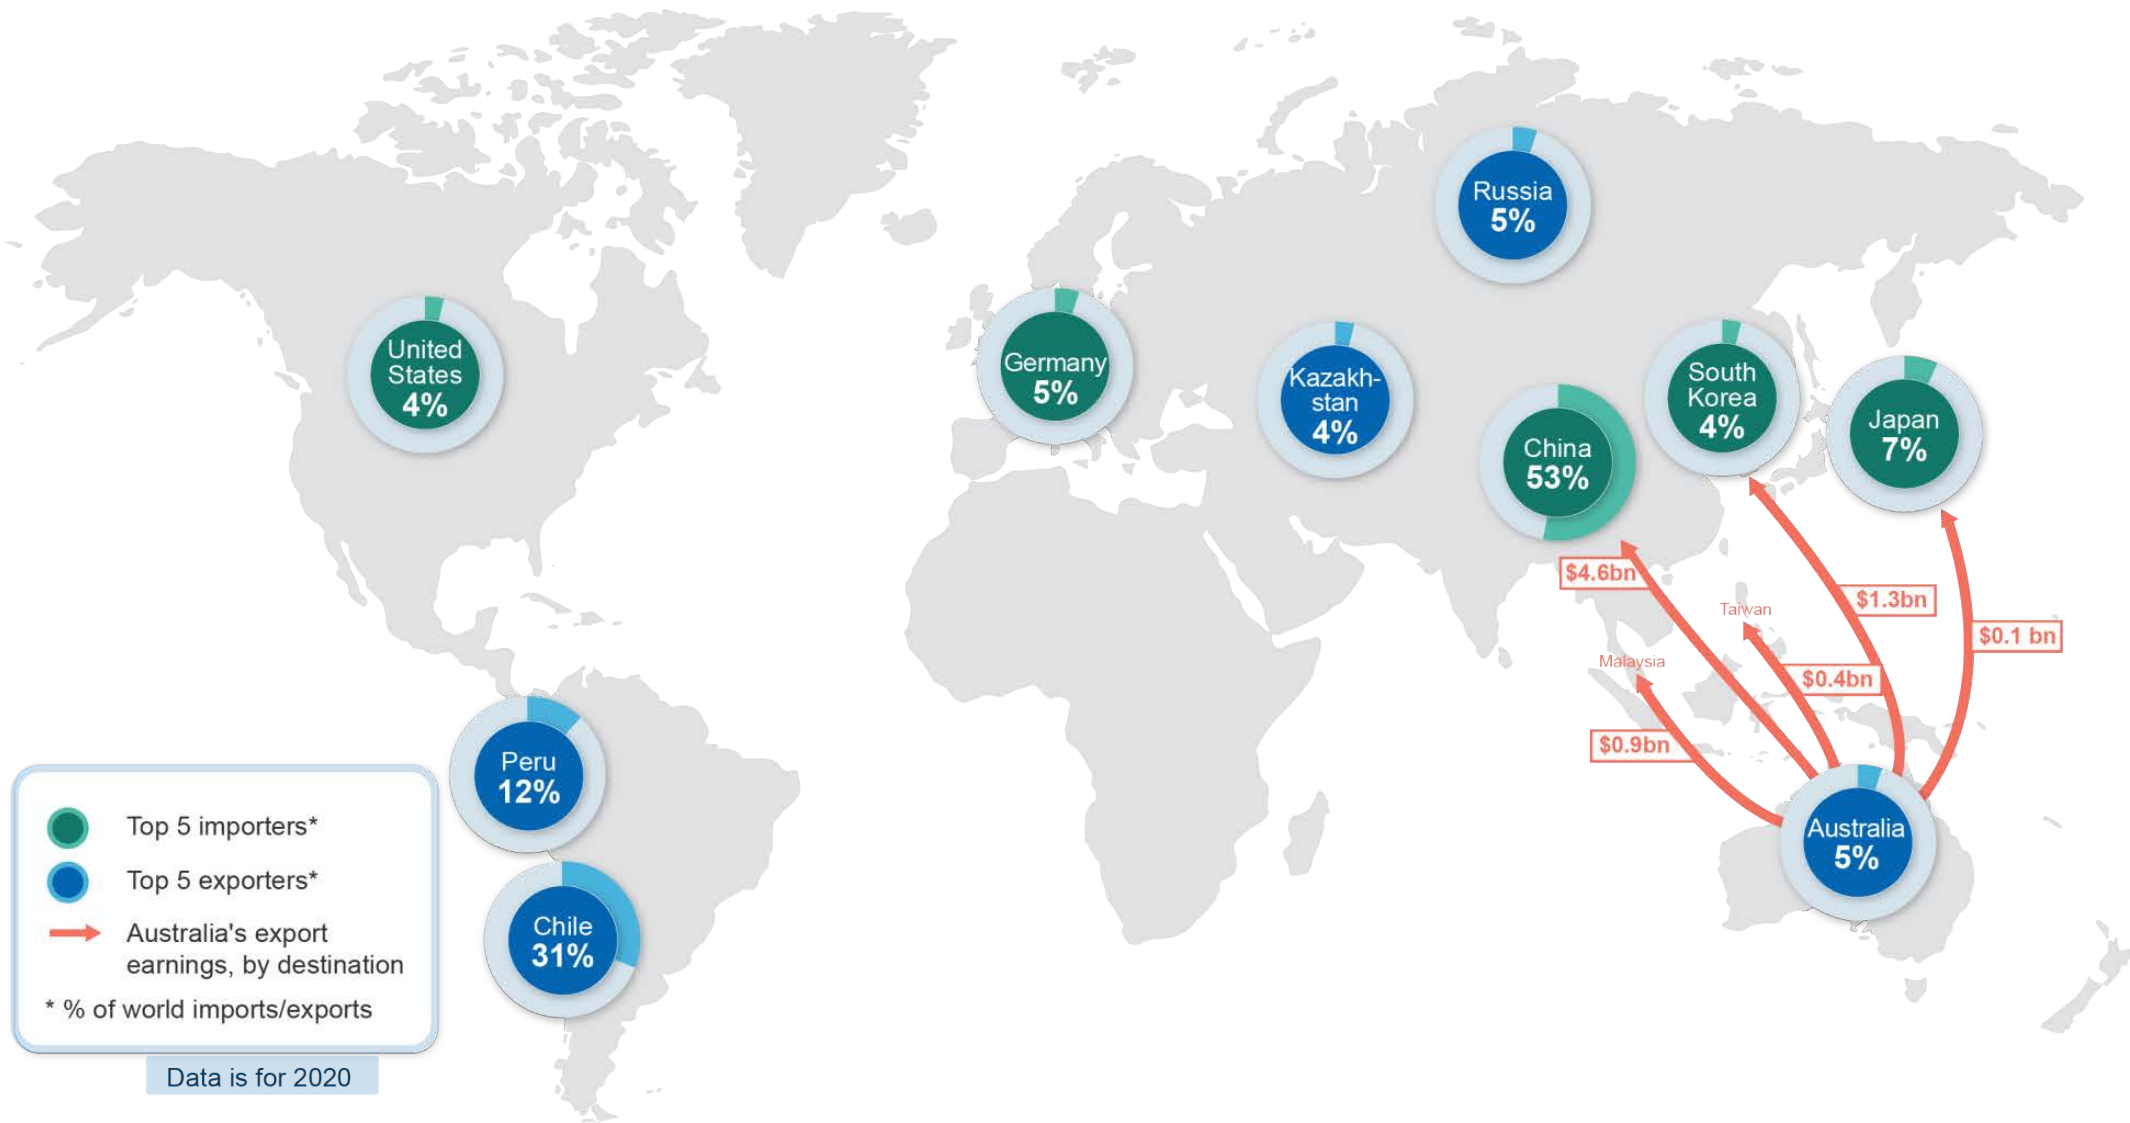 Russia
5%
United
States
4%
Germany
5%
Kazakh-
stan
4%
China
53%
South
Korea
4%
Japan
7%
$4.6bn
$1.3bn
Taiwan
$0.1 bn
Malaysia
$0.4bn
$0.9bn
Peru
12%
Australia
5%
Chile
31%
Top 5 importers*
Top 5 exporters*
Australia's export
earnings, by destination
* % of world imports/exports
Data is for 2020